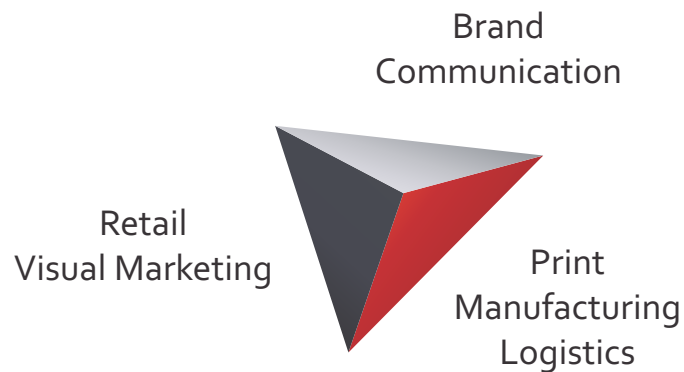 Brand
Communication
Retail
Visual Marketing
Print
Manufacturing
Logistics